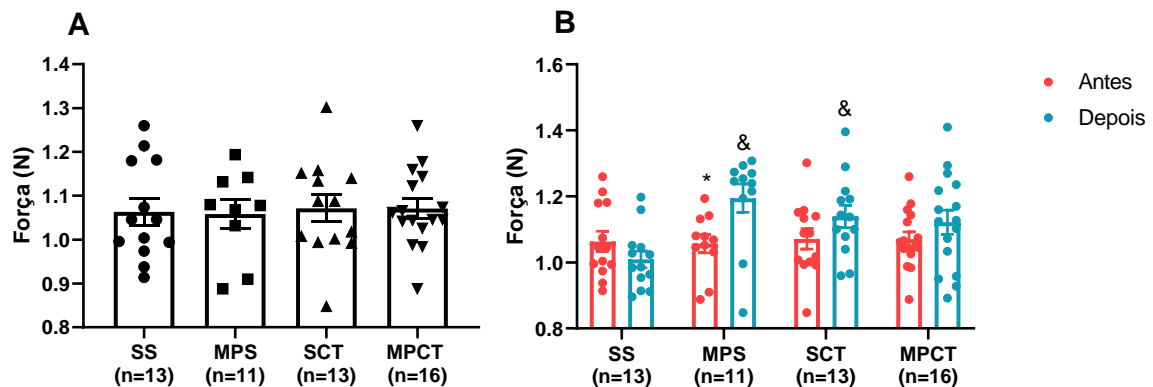 A
Força (N)
1.4
1.3
1.2
1.1
1.0
0.9
0.8
SS
(n=13)
MPS
(n=11)
SCT
(n=13)
MPCT
(n=16)
B
Força (N)
1.6
1.4
1.2
1.0
0.8
*
&
&
SS
(n=13)
MPS
(n=11)
SCT
(n=13)
MPCT
(n=16)
Antes
Depois